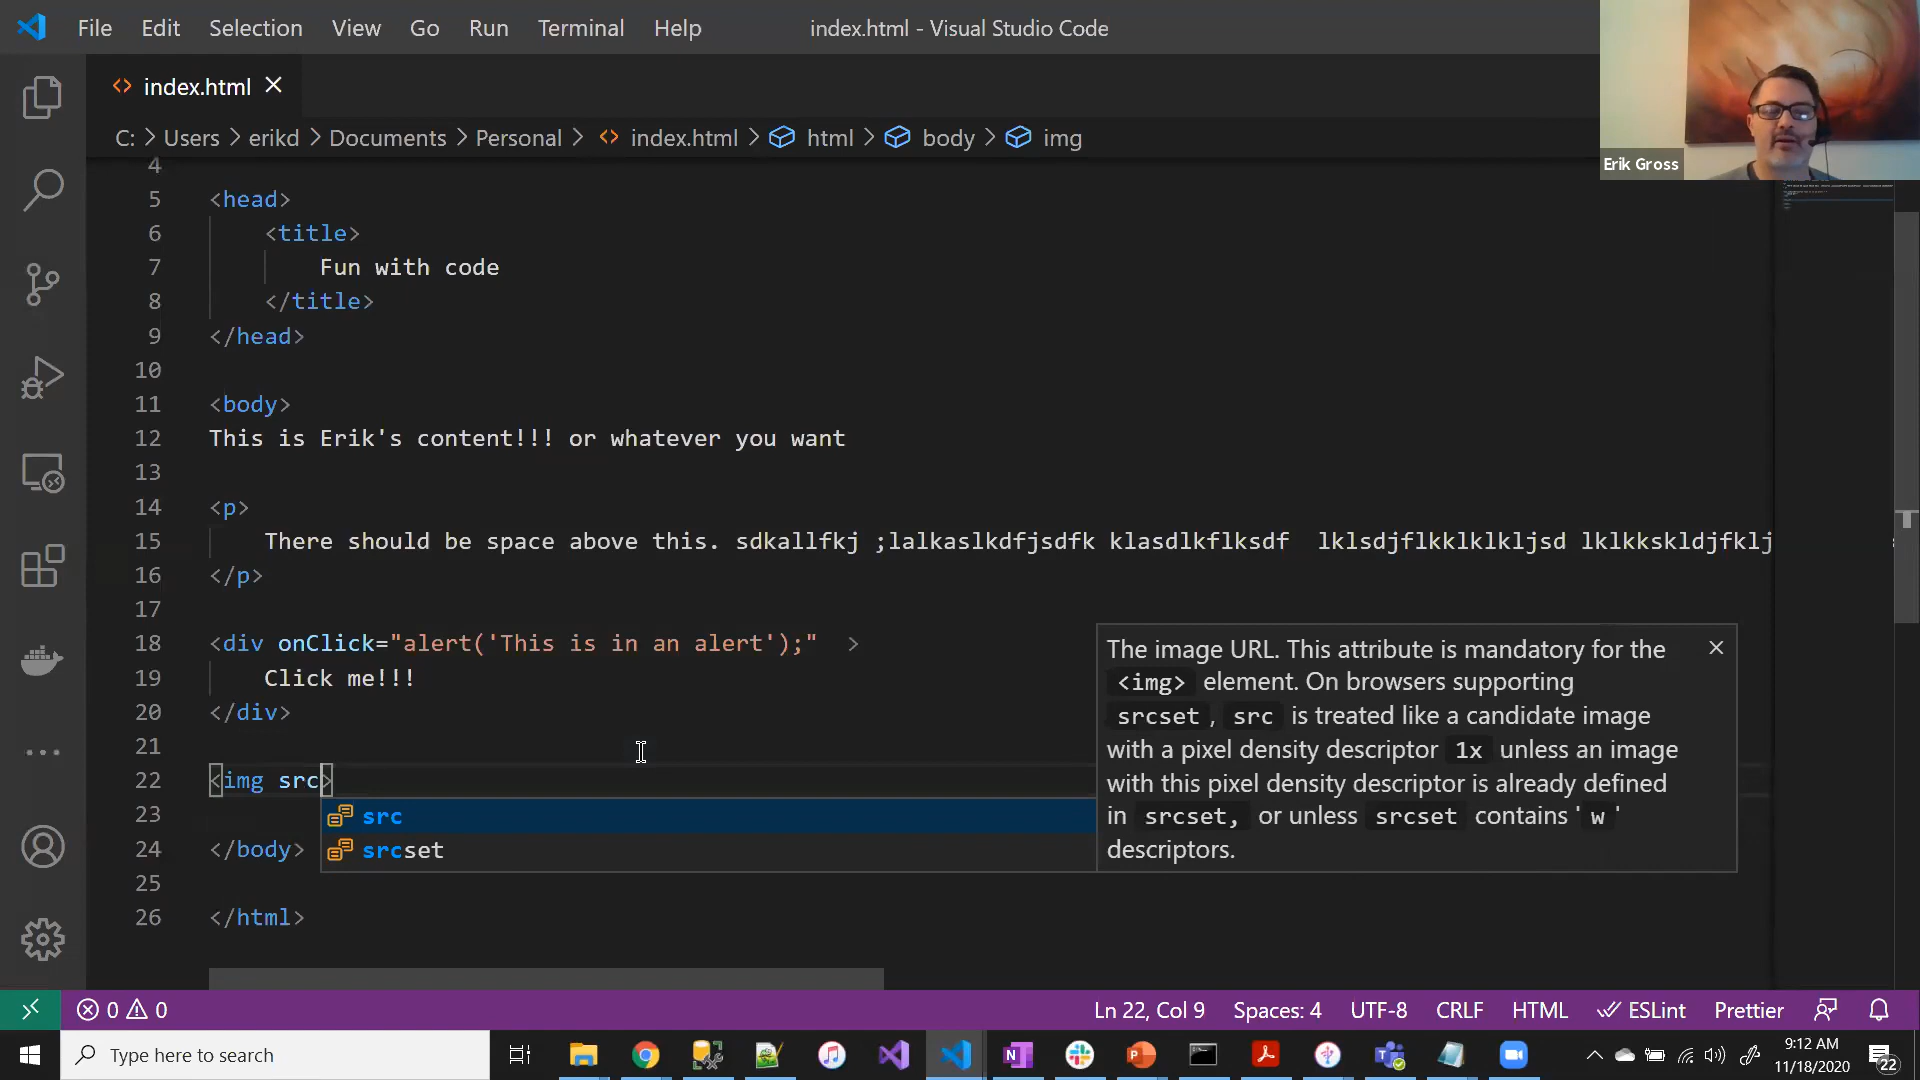 File Edit Selection View Go Run Terminal Help index.html - Visual Studio Code
index.html
C: > Users > erikd > Documents > Personal > index.html > html > body > img
Erik Gross
4
5 <head>
6 <title>
7 Fun with code
8 </title>
9 </head>
10
11 <body>
12 This is Erik's content!!! or whatever you want
13
14 <p>
15 There should be space above this. sdkallfkj ;lalkaslkdfjsdfk klasdlkflksdf lklsdjflkklklkljsd lklkkskldjfklj
16 </p>
17
18 <div onClick="alert('This is in an alert');" >
19 Click me!!!
20 </div>
21
22 <img src>
23
24 </body>
25
26 </html>
src
srcset
The image URL. This attribute is mandatory for the
<img> element. On browsers supporting
srcset, src is treated like a candidate image
with a pixel density descriptor 1x unless an image
with this pixel density descriptor is already defined
in srcset, or unless srcset contains 'w'
descriptors.
0 0 Ln 22, Col 9 Spaces: 4 UTF-8 CRLF HTML ESLint Prettier
Type here to search
9:12 AM
11/18/2020
22